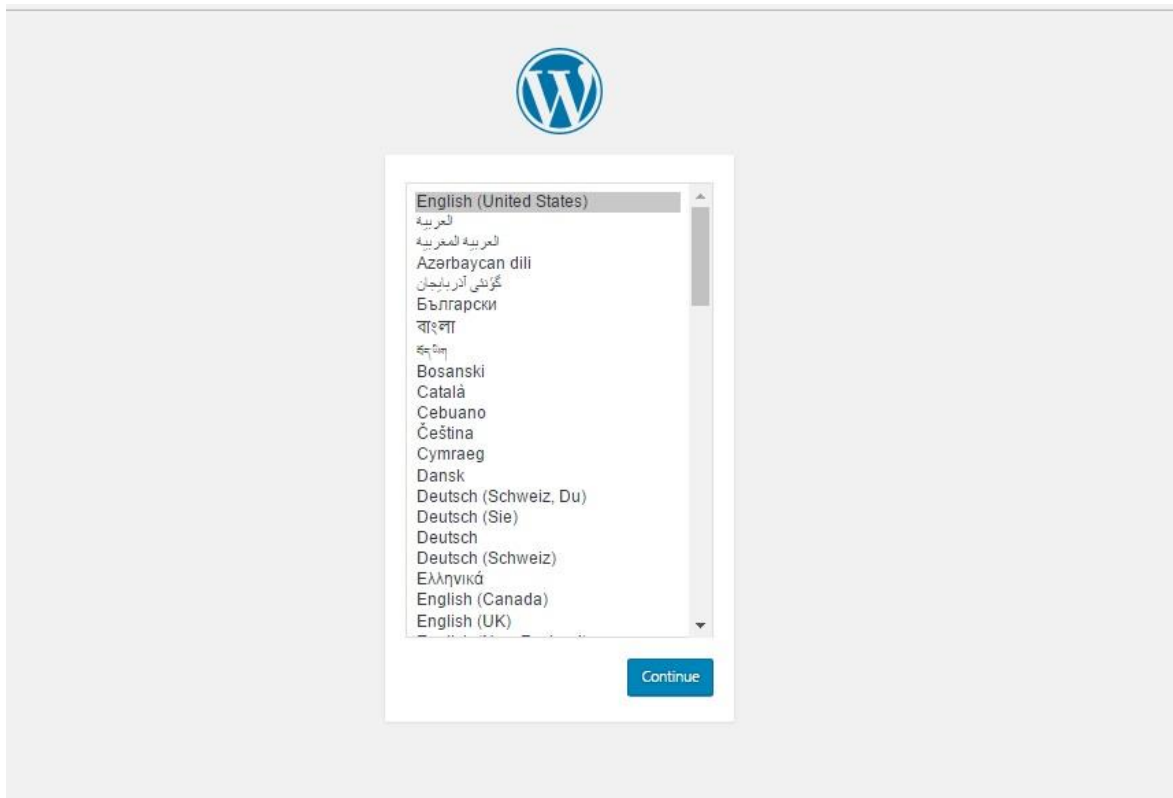 English (United States)
العربية
العربية المغربية
Azərbaycan dili
گؤنئی آذربایجان
Български
বাংলা
བོད་ཡིག
Bosanski
Català
Cebuano
Čeština
Cymraeg
Dansk
Deutsch (Schweiz, Du)
Deutsch (Sie)
Deutsch
Deutsch (Schweiz)
Ελληνικά
English (Canada)
English (UK)
Continue